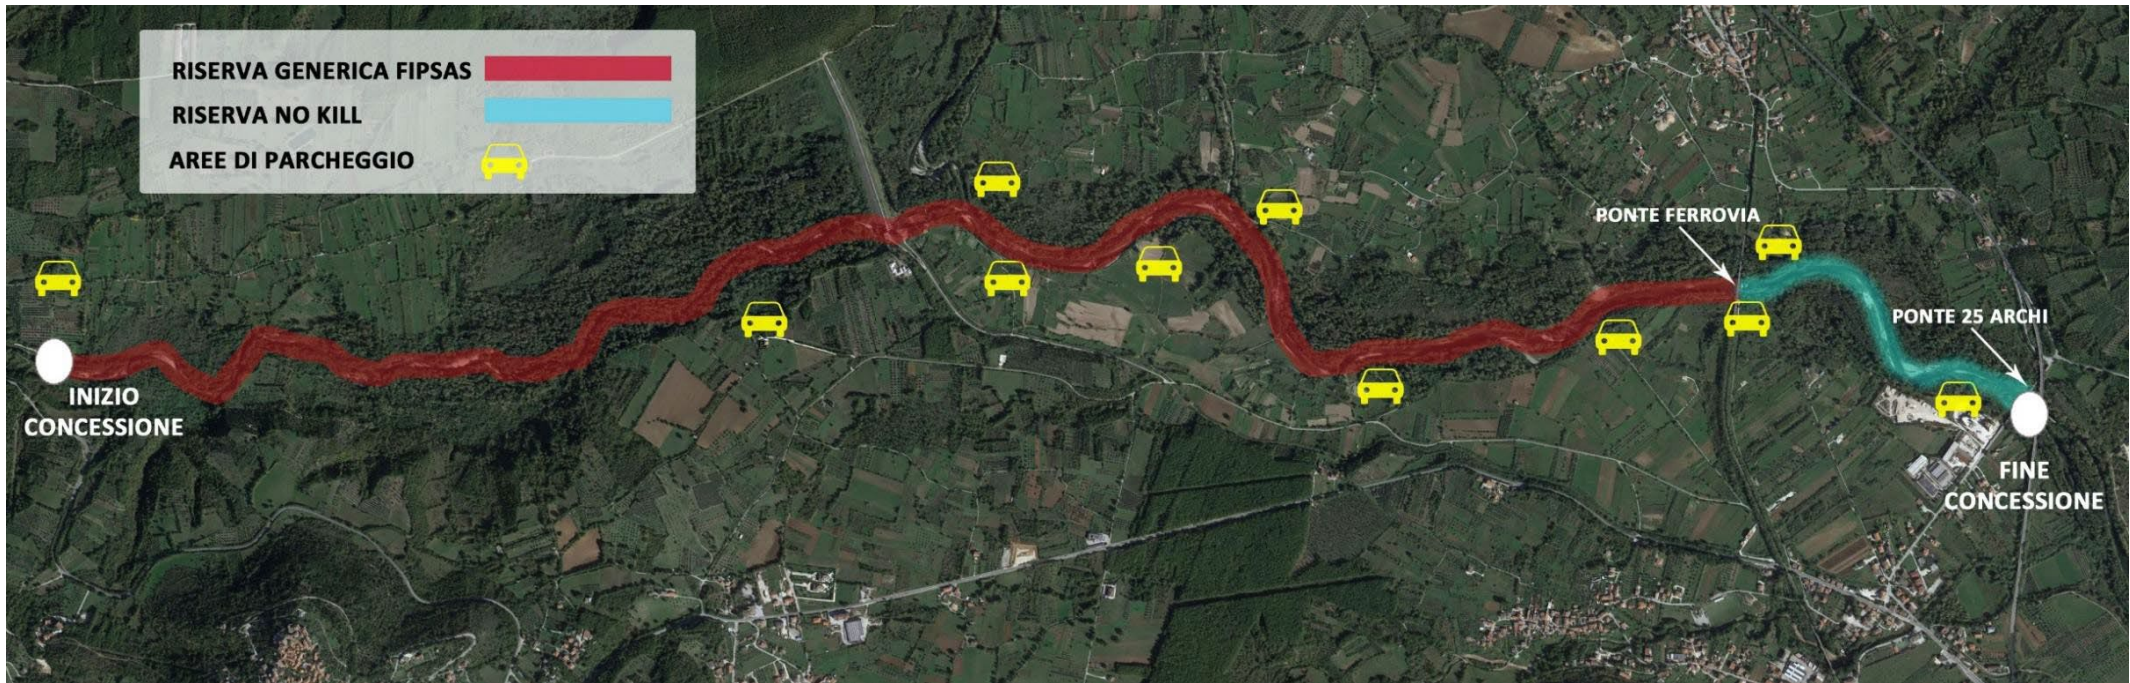 RISERVA GENERICA FIPSAS
RISERVA NO KILL
AREE DI PARCHEGGIO
PONTE FERROVIA
PONTE 25 ARCHI
INIZIO
CONCESSIONE
FINE
CONCESSIONE